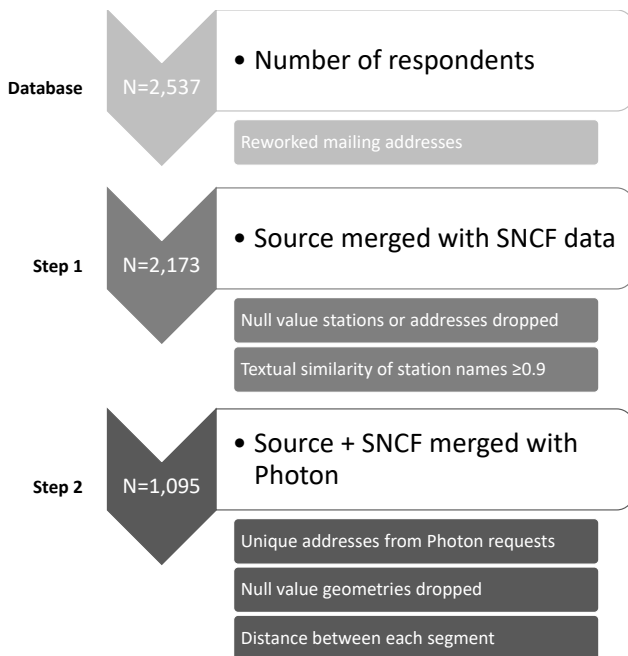 Database
N=2,537
• Number of respondents
Reworked mailing addresses
Step 1
N=2,173
• Source merged with SNCF data
Null value stations or addresses dropped
Textual similarity of station names ≥0.9
Step 2
N=1,095
• Source + SNCF merged with
Photon
Unique addresses from Photon requests
Null value geometries dropped
Distance between each segment